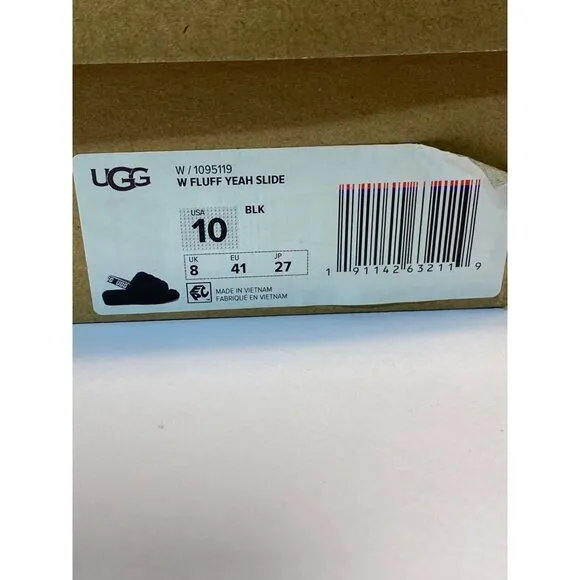 UGG
W / 1095119
W FLUFF YEAH SLIDE
USA
10
BLK
UK EU JP
8 41 27
MADE IN VIETNAM
FABRIQUÉ EN VIETNAM
1 91142 63211 9